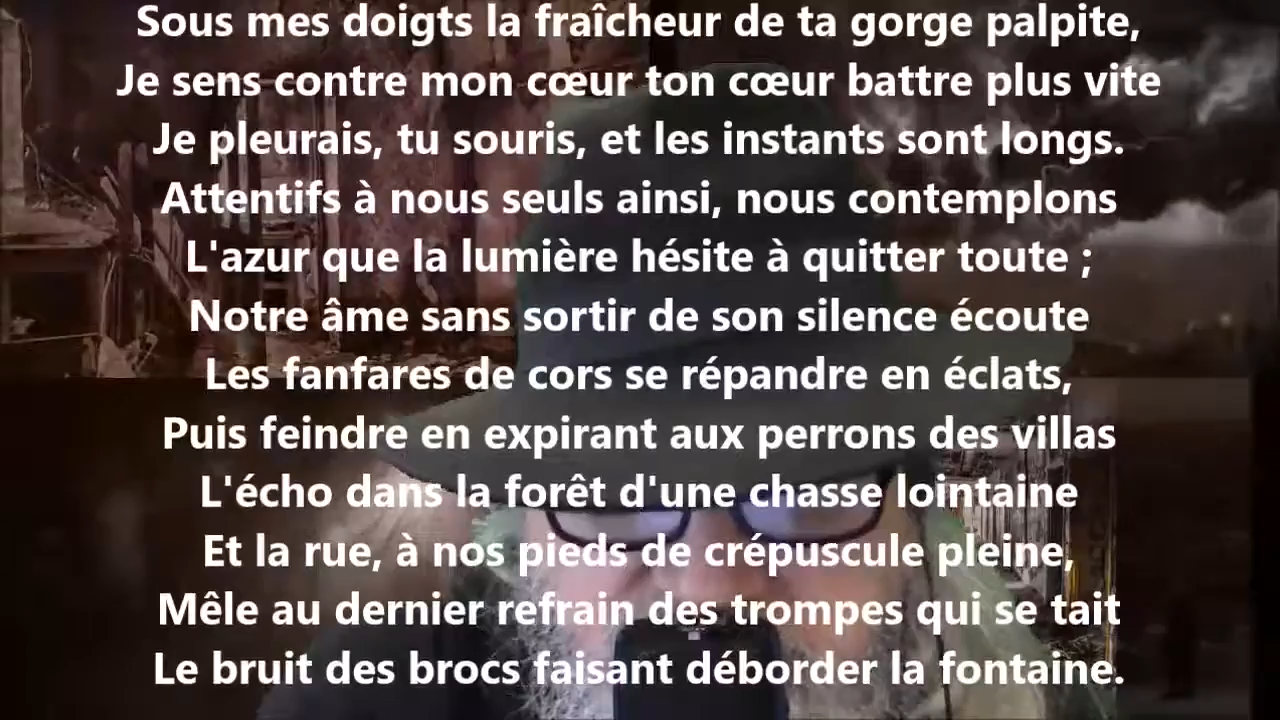 Sous mes doigts la fraîcheur de ta gorge palpite,
Je sens contre mon cœur ton cœur battre plus vite
Je pleurais, tu souris, et les instants sont longs.
Attentifs à nous seuls ainsi, nous contemplons
L'azur que la lumière hésite à quitter toute ;
Notre âme sans sortir de son silence écoute
Les fanfares de cors se répandre en éclats,
Puis feindre en expirant aux perrons des villas
L'écho dans la forêt d'une chasse lointaine
Et la rue, à nos pieds de crépuscule pleine,
Mêle au dernier refrain des trompes qui se tait
Le bruit des brocs faisant déborder la fontaine.